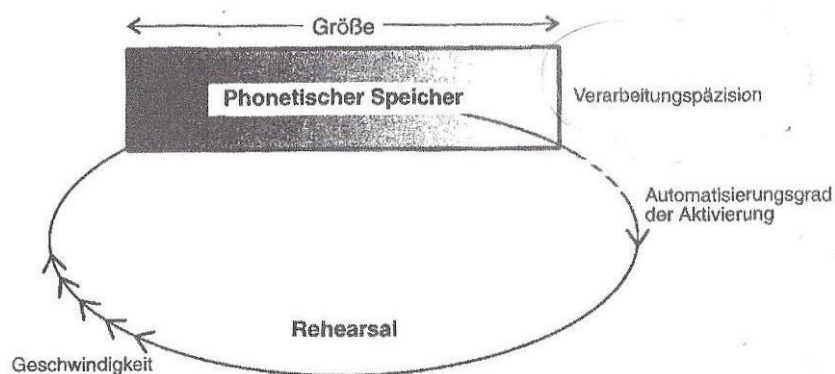 Größe
Phonetischer Speicher
Verarbeitungspäzision
Automatisierungsgrad
der Aktivierung
Rehearsal
Geschwindigkeit